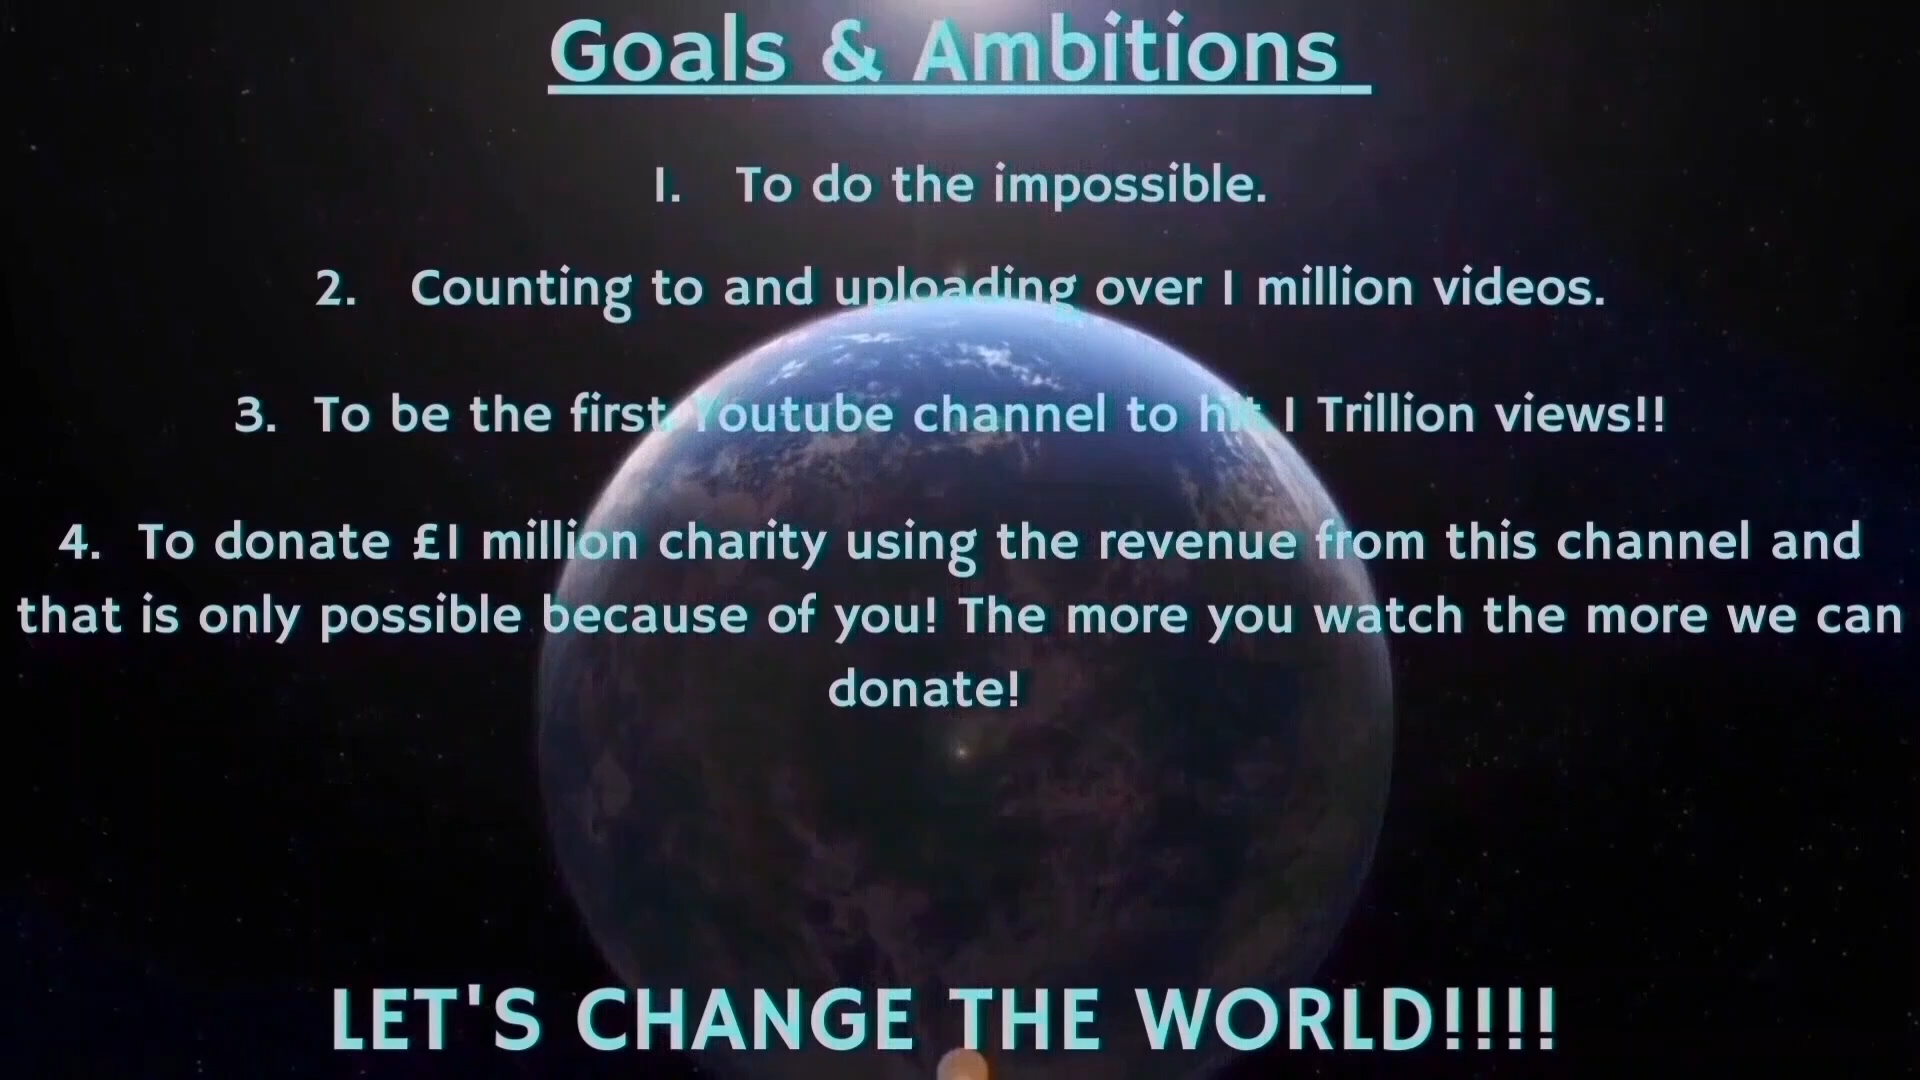 Goals & Ambitions
1. To do the impossible.
2. Counting to and uploading over 1 million videos.
3. To be the first Youtube channel to hit 1 Trillion views!!
4. To donate £1 million charity using the revenue from this channel and
that is only possible because of you! The more you watch the more we can
donate!
LET'S CHANGE THE WORLD!!!!